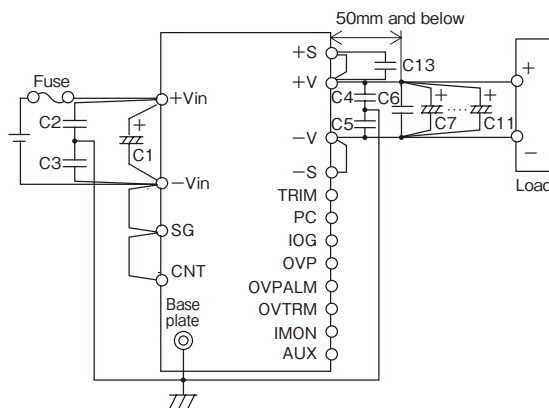 50mm and below
Fuse
+Vin
C2
C3
+
C1
−Vin
SG
CNT
Base
plate
+S
+V
−V
−S
TRIM
PC
IOG
OVP
OVPALM
OVTRM
IMON
AUX
C13
C4
C5
C6
+
C7
+
C11
+
−
Load